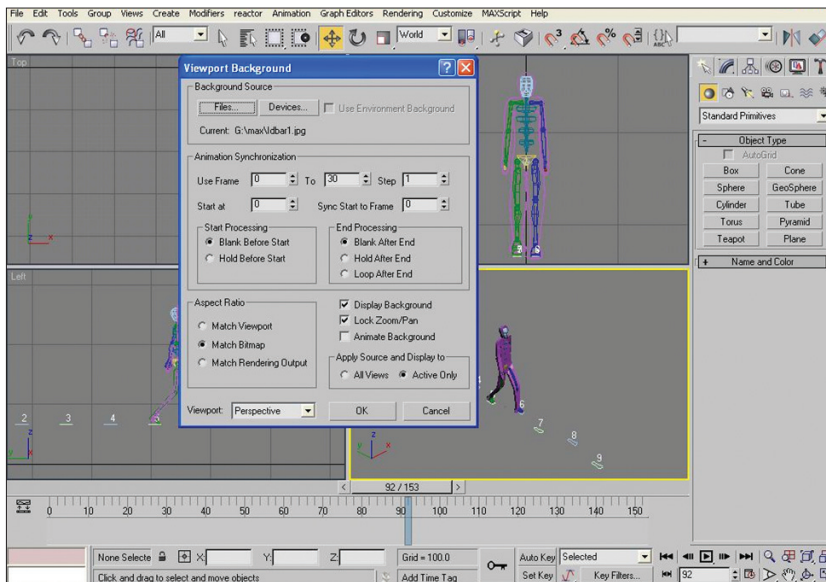 File Edit Tools Group Views Create Modifiers reactor Animation Graph Editors Rendering Customize MAXScript Help
All World
Top
Viewport Background
Background Source
Files... Devices... Use Environment Background
Current: G:\max\ldbar1.jpg
Animation Synchronization
Use Frame 0 To 30 Step 1
Start at 0 Sync Start to Frame 0
Start Processing End Processing
Blank Before Start Blank After End
Hold Before Start Hold After End
Loop After End
Aspect Ratio
Display Background
Match Viewport Lock Zoom/Pan
Match Bitmap Animate Background
Match Rendering Output Apply Source and Display to
All Views Active Only
Viewport: Perspective OK Cancel
Standard Primitives
- Object Type
AutoGrid
Box Cone
Sphere GeoSphere
Cylinder Tube
Torus Pyramid
Teapot Plane
+ Name and Color
Left
2 3 4
6 7 8 9
z y x
< 92 / 153 >
0 10 20 30 40 50 60 70 80 90 100 110 120 130 140 150
None Selecte X: Y: Z: Grid = 100.0 Auto Key Selected
Click and drag to select and move objects Add Time Tag Set Key Key Filters... 92